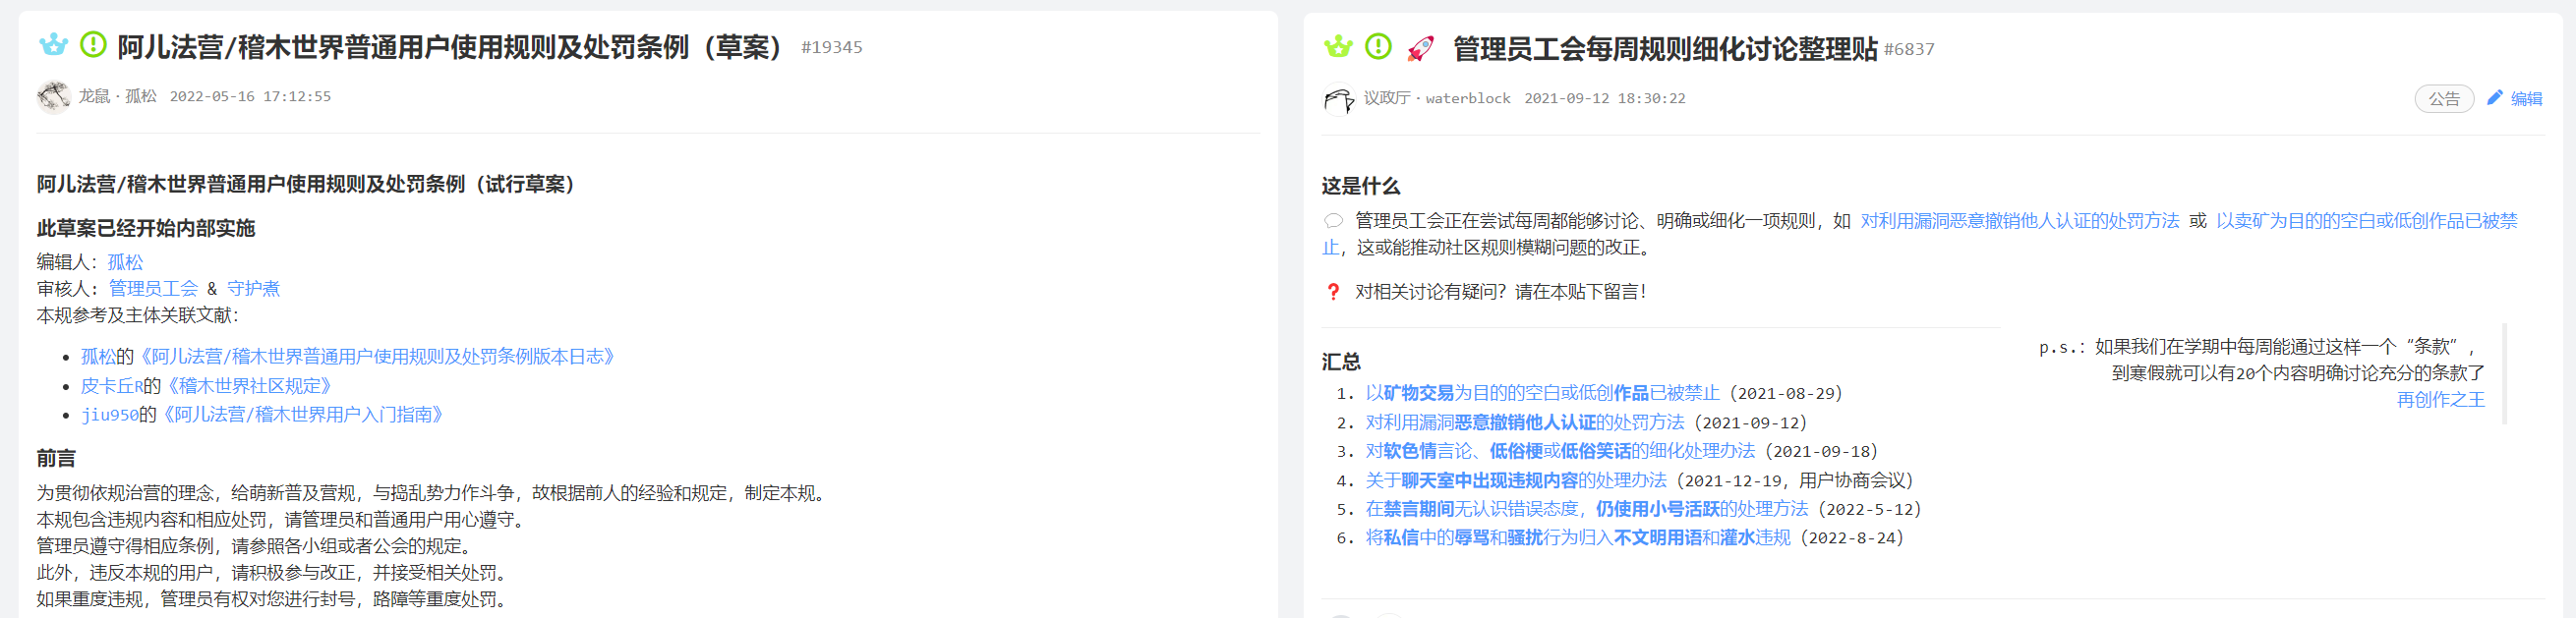 阿儿法营/稽木世界普通用户使用规则及处罚条例（草案） #19345
龙鼠·孤松 2022-05-16 17:12:55
阿儿法营/稽木世界普通用户使用规则及处罚条例（试行草案）
此草案已经开始内部实施
编辑人：孤松
审核人：管理员工会 & 守护煮
本规参考及主体关联文献：
• 孤松的《阿儿法营/稽木世界普通用户使用规则及处罚条例版本日志》
• 皮卡丘R的《稽木世界社区规定》
• jiu950的《阿儿法营/稽木世界用户入门指南》
前言
为贯彻依规治营的理念，给萌新普及营规，与捣乱势力作斗争，故根据前人的经验和规定，制定本规。
本规包含违规内容和相应处罚，请管理员和普通用户用心遵守。
管理员遵守得相应条例，请参照各小组或者公会的规定。
此外，违反本规的用户，请积极参与改正，并接受相关处罚。
如果重度违规，管理员有权对您进行封号，路障等重度处罚。
管理员工会每周规则细化讨论整理贴 #6837
议政厅·waterblock 2021-09-12 18:30:22
公告 编辑
这是什么
管理员工会正在尝试每周都能够讨论、明确或细化一项规则，如 对利用漏洞恶意撤销他人认证的处罚方法 或 以卖矿为目的的空白或低创作品已被禁
止，这或能推动社区规则模糊问题的改正。
❓ 对相关讨论有疑问？请在本贴下留言！
p.s.：如果我们在学期中每周能通过这样一个“条款”，
到寒假就可以有20个内容明确讨论充分的条款了
再创作之王
汇总
1. 以矿物交易为目的的空白或低创作品已被禁止（2021-08-29）
2. 对利用漏洞恶意撤销他人认证的处罚方法（2021-09-12）
3. 对软色情言论、低俗梗或低俗笑话的细化处理办法（2021-09-18）
4. 关于聊天室中出现违规内容的处理办法（2021-12-19，用户协商会议）
5. 在禁言期间无认识错误态度，仍使用小号活跃的处理方法（2022-5-12）
6. 将私信中的辱骂和骚扰行为归入不文明用语和灌水违规（2022-8-24）